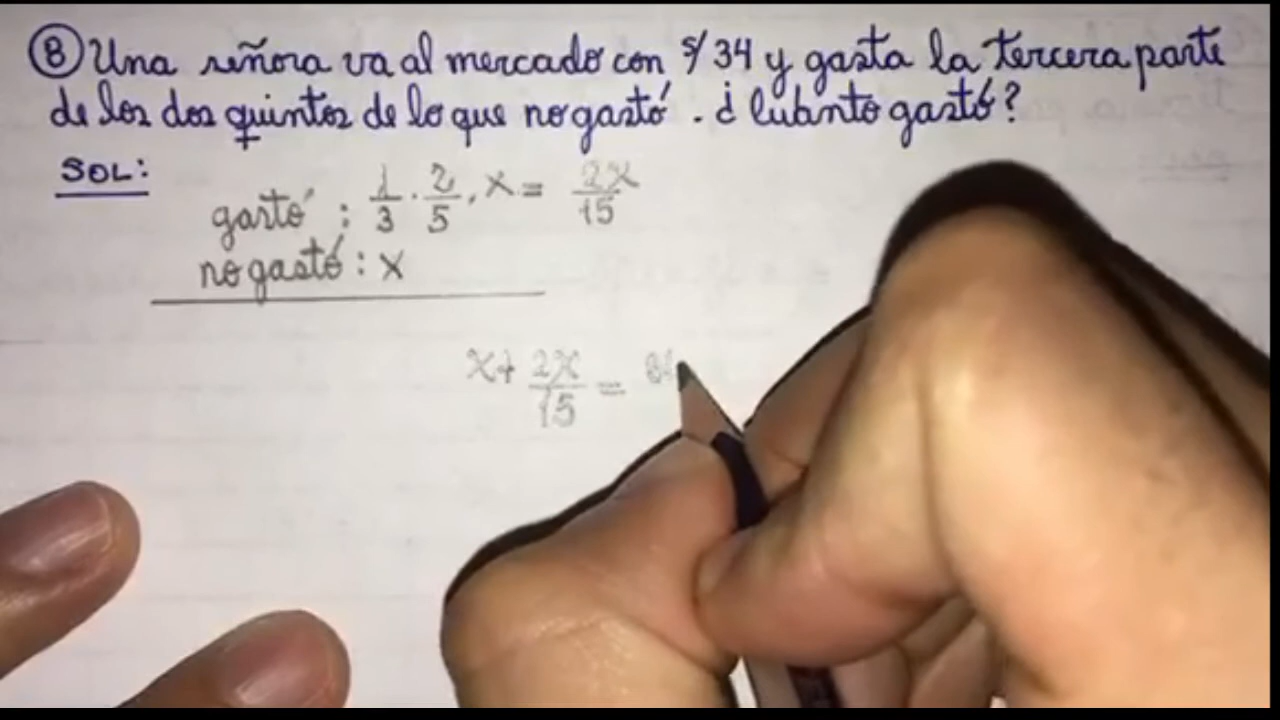 ⑧ Una señora va al mercado con s/34 y gasta la tercera parte
de los dos quintos de lo que no gastó. ¿Cuánto gastó?
SOL:
gastó : 1/3 · 2/5 · x = 2x/15
no gastó : x
x + 2x/15 = 34